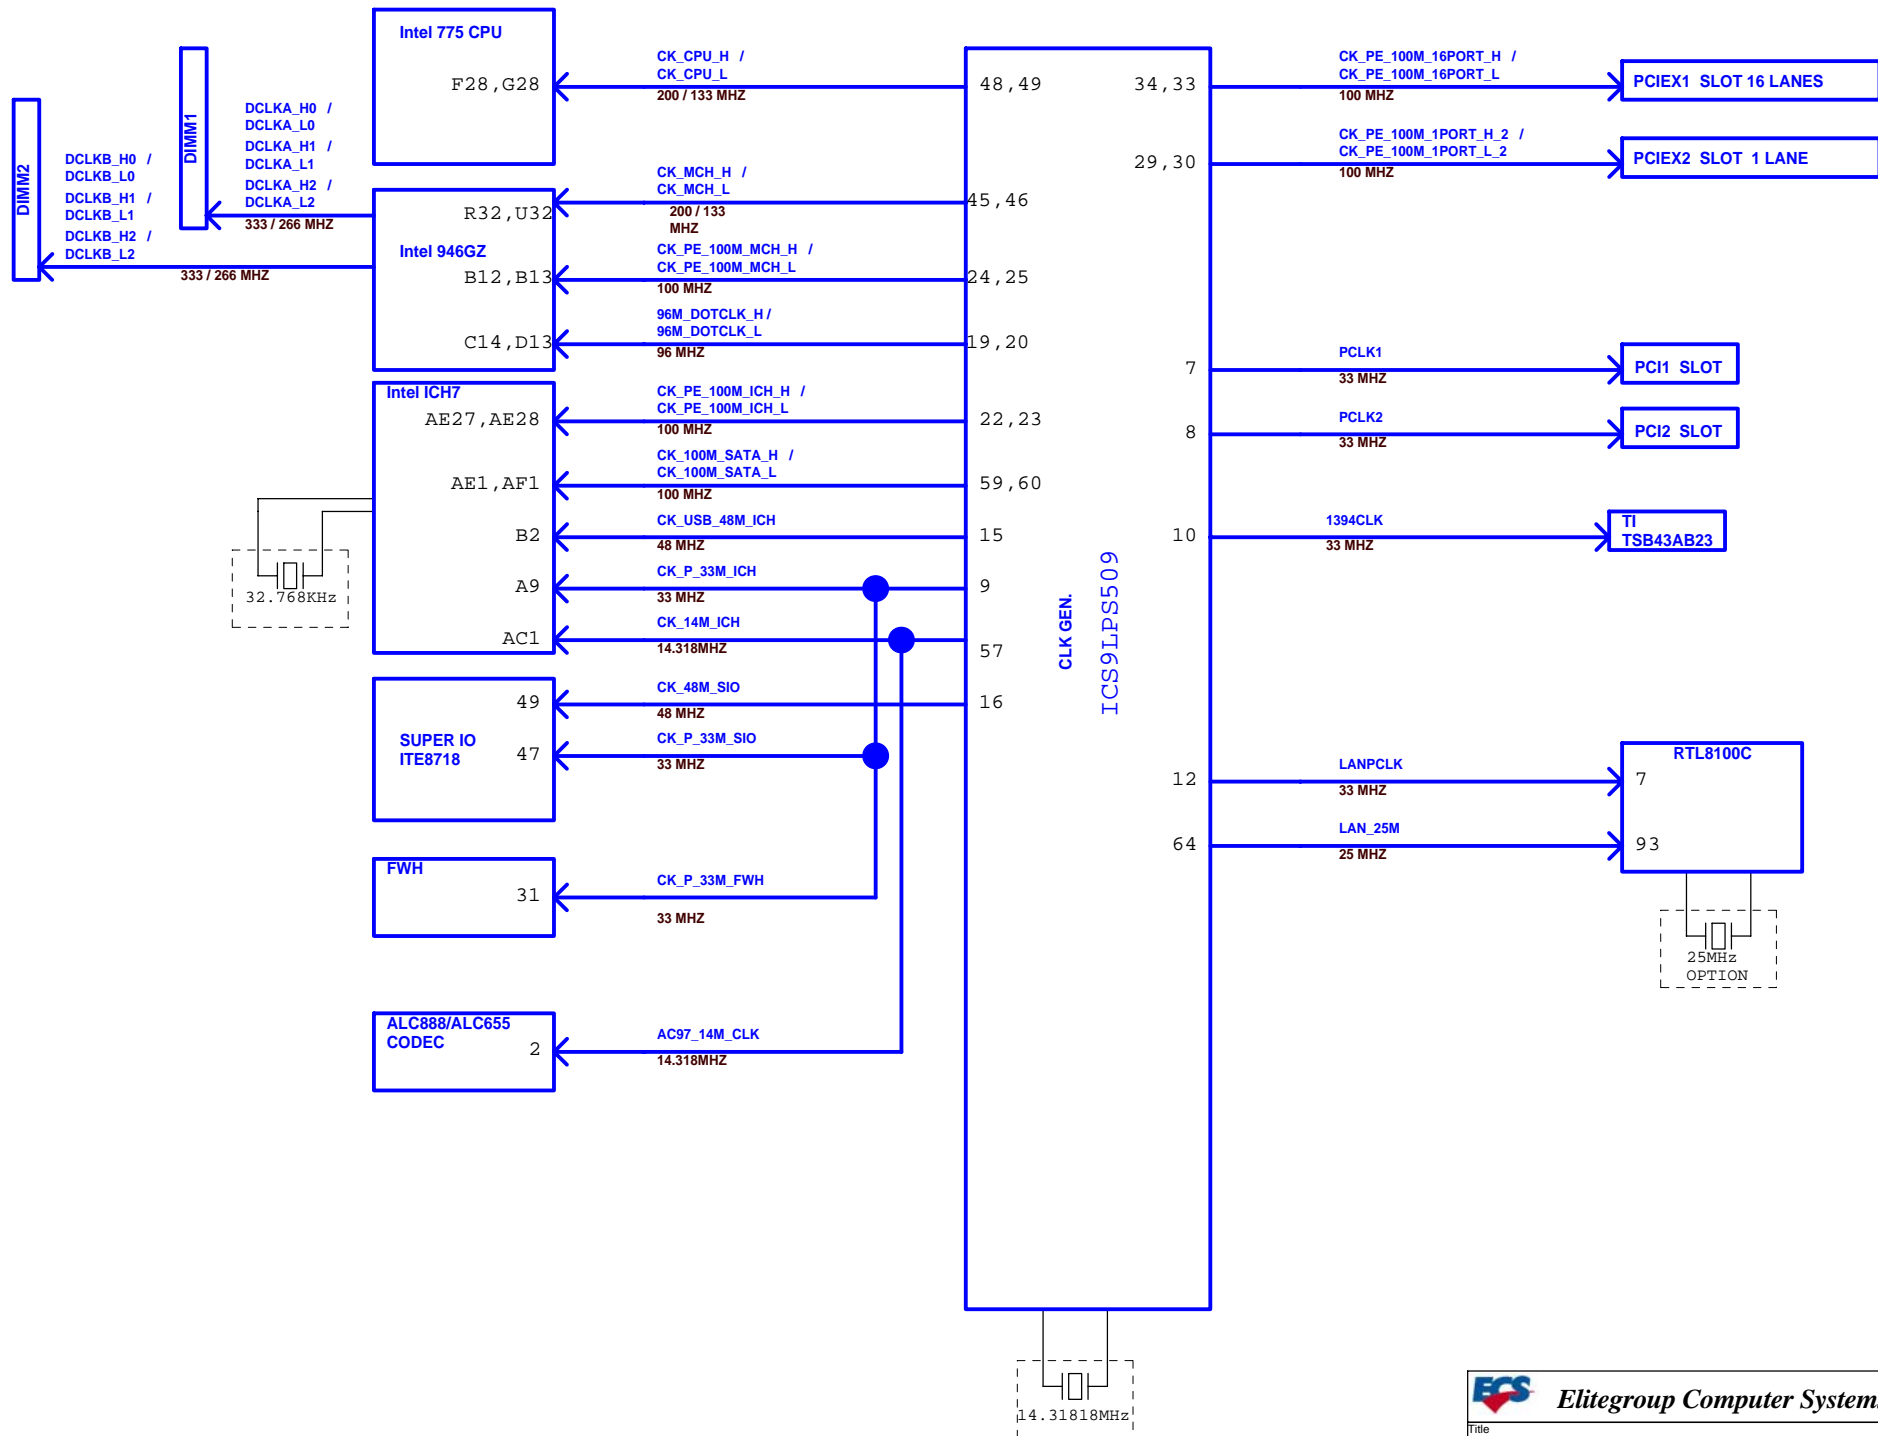 Intel 775 CPU
F28,G28
CK_CPU_H /
CK_CPU_L
200 / 133 MHZ
48,49
34,33
CK_PE_100M_16PORT_H /
CK_PE_100M_16PORT_L
100 MHZ
PCIEX1 SLOT 16 LANES
29,30
CK_PE_100M_1PORT_H_2 /
CK_PE_100M_1PORT_L_2
100 MHZ
PCIEX2 SLOT 1 LANE
DIMM1
DCLKA_H0 /
DCLKA_L0
DCLKA_H1 /
DCLKA_L1
DCLKA_H2 /
DCLKA_L2
333 / 266 MHZ
DIMM2
DCLKB_H0 /
DCLKB_L0
DCLKB_H1 /
DCLKB_L1
DCLKB_H2 /
DCLKB_L2
333 / 266 MHZ
R32,U32
Intel 946GZ
B12,B13
C14,D13
CK_MCH_H /
CK_MCH_L
200 / 133
MHZ
45,46
CK_PE_100M_MCH_H /
CK_PE_100M_MCH_L
100 MHZ
24,25
96M_DOTCLK_H /
96M_DOTCLK_L
96 MHZ
19,20
7
PCLK1
33 MHZ
PCI1 SLOT
8
PCLK2
33 MHZ
PCI2 SLOT
Intel ICH7
AE27,AE28
CK_PE_100M_ICH_H /
CK_PE_100M_ICH_L
100 MHZ
22,23
AE1,AF1
CK_100M_SATA_H /
CK_100M_SATA_L
100 MHZ
59,60
B2
CK_USB_48M_ICH
48 MHZ
15
10
1394CLK
33 MHZ
TI
TSB43AB23
32.768KHz
A9
CK_P_33M_ICH
33 MHZ
9
AC1
CK_14M_ICH
14.318MHZ
57
CLK GEN.
ICS9LPS509
49
CK_48M_SIO
48 MHZ
16
SUPER IO
ITE8718
47
CK_P_33M_SIO
33 MHZ
12
LANPCLK
33 MHZ
RTL8100C
7
64
LAN_25M
25 MHZ
93
25MHz
OPTION
FWH
31
CK_P_33M_FWH
33 MHZ
ALC888/ALC655
CODEC
2
AC97_14M_CLK
14.318MHZ
14.31818MHz
ECS Elitegroup Computer Systems
Title